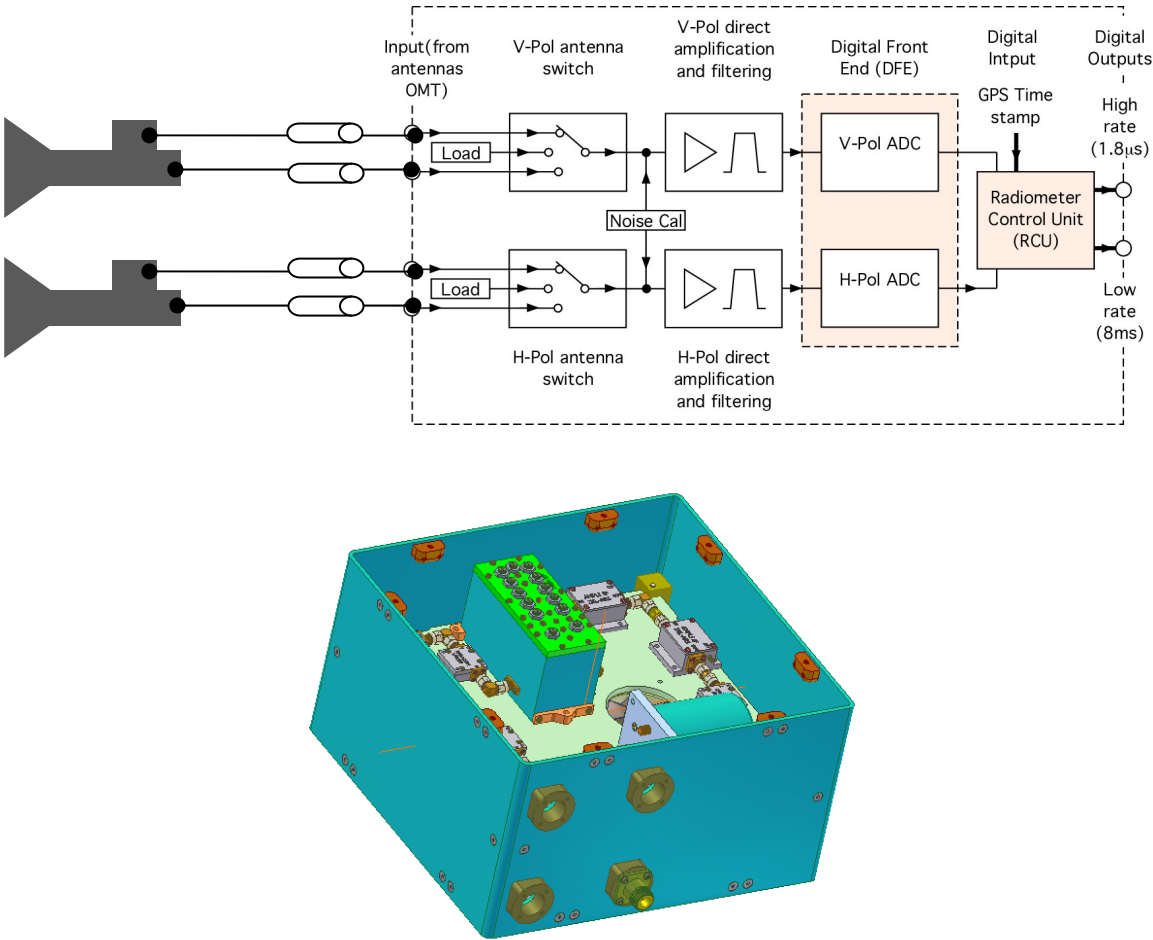 Input(from
antennas
OMT)
V-Pol antenna
switch
V-Pol direct
amplification
and filtering
Digital Front
End (DFE)
Digital
Intput
GPS Time
stamp
Digital
Outputs
High
rate
(1.8µs)
Load
V-Pol ADC
Noise Cal
Radiometer
Control Unit
(RCU)
Load
H-Pol ADC
Low
rate
(8ms)
H-Pol antenna
switch
H-Pol direct
amplification
and filtering